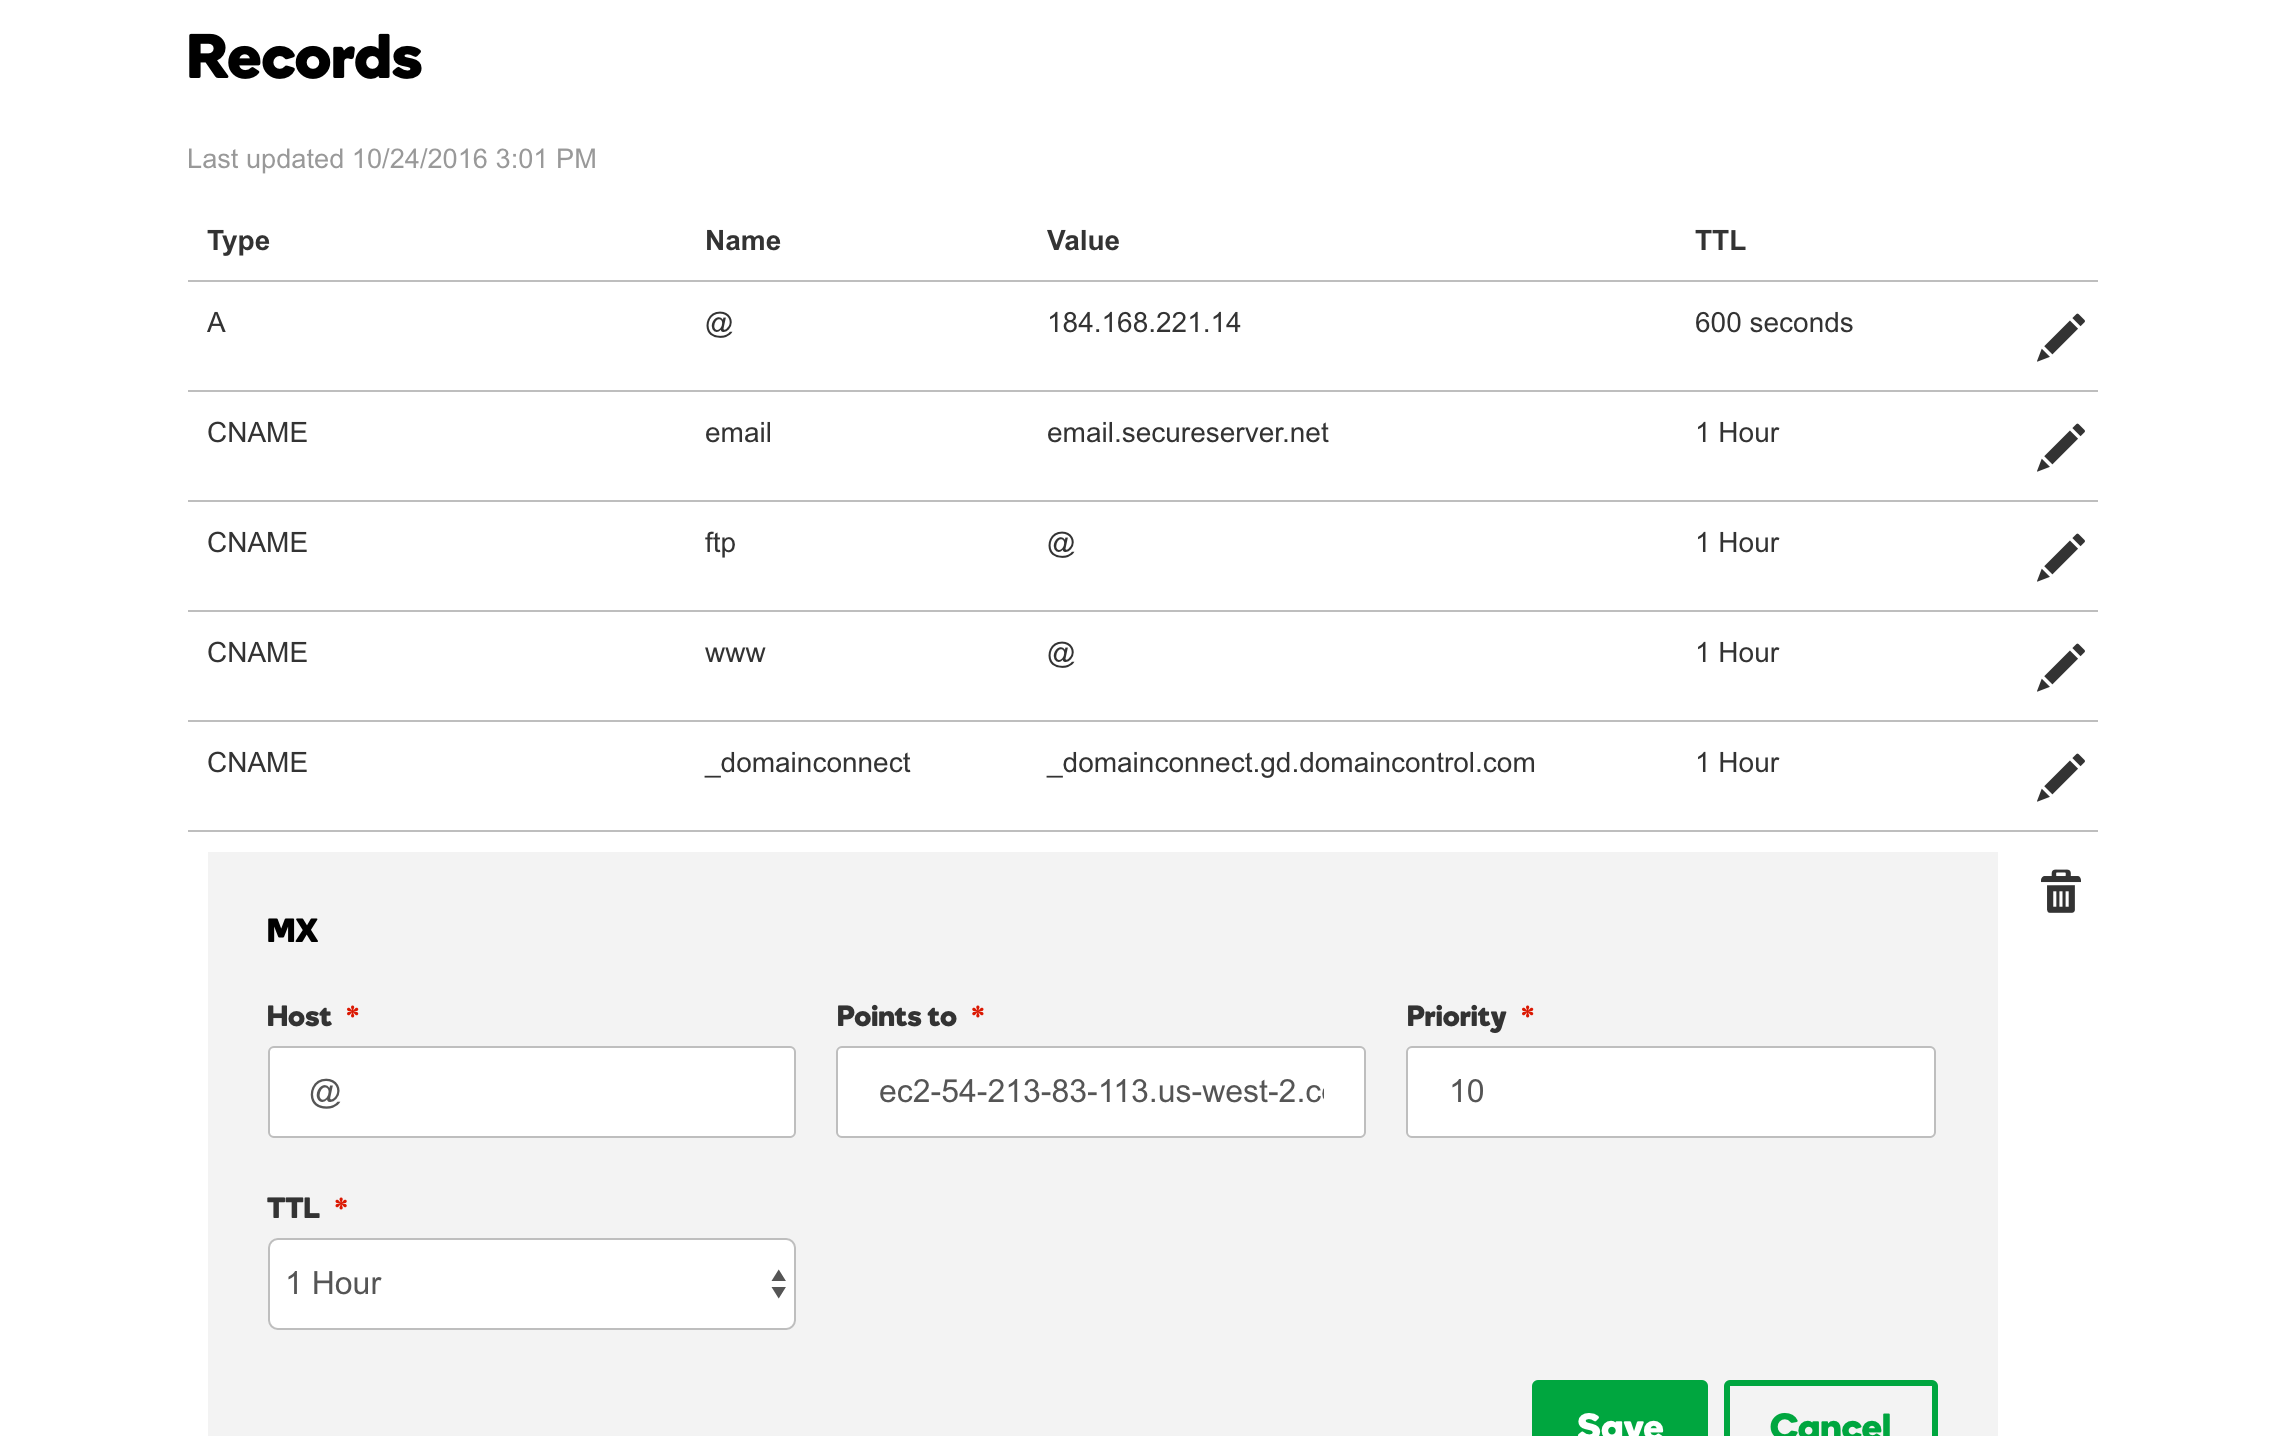 Records
Last updated 10/24/2016 3:01 PM
Type Name Value TTL
A @ 184.168.221.14 600 seconds
CNAME email email.secureserver.net 1 Hour
CNAME ftp @ 1 Hour
CNAME www @ 1 Hour
CNAME _domainconnect _domainconnect.gd.domaincontrol.com 1 Hour
MX
Host * Points to * Priority *
@ ec2-54-213-83-113.us-west-2.c 10
TTL *
1 Hour
Save Cancel